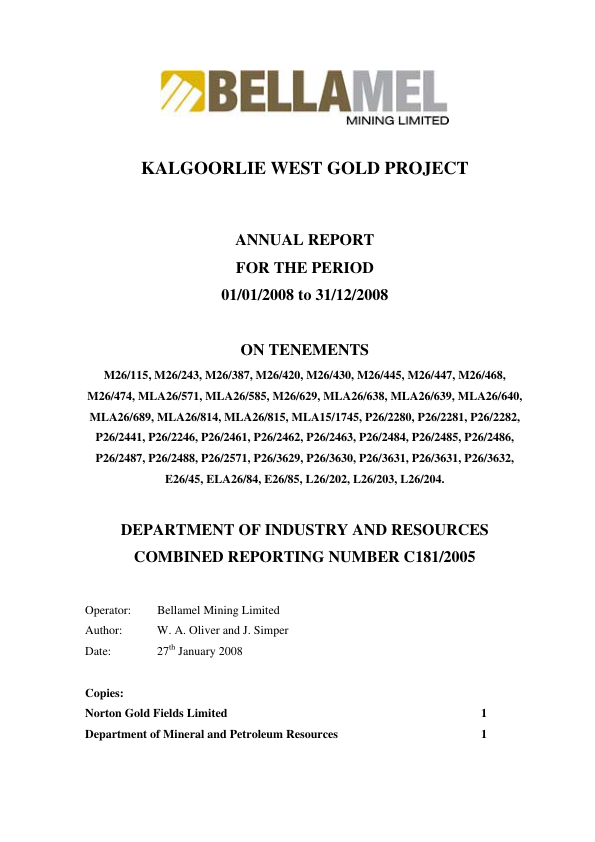 BELLAMEL
MINING LIMITED
KALGOORLIE WEST GOLD PROJECT
ANNUAL REPORT
FOR THE PERIOD
01/01/2008 to 31/12/2008
ON TENEMENTS
M26/115, M26/243, M26/387, M26/420, M26/430, M26/445, M26/447, M26/468,
M26/474, MLA26/571, MLA26/585, M26/629, MLA26/638, MLA26/639, MLA26/640,
MLA26/689, MLA26/814, MLA26/815, MLA15/1745, P26/2280, P26/2281, P26/2282,
P26/2441, P26/2246, P26/2461, P26/2462, P26/2463, P26/2484, P26/2485, P26/2486,
P26/2487, P26/2488, P26/2571, P26/3629, P26/3630, P26/3631, P26/3631, P26/3632,
E26/45, ELA26/84, E26/85, L26/202, L26/203, L26/204.
DEPARTMENT OF INDUSTRY AND RESOURCES
COMBINED REPORTING NUMBER C181/2005
Operator: Bellamel Mining Limited
Author: W. A. Oliver and J. Simper
Date: 27th January 2008
Copies:
Norton Gold Fields Limited 1
Department of Mineral and Petroleum Resources 1